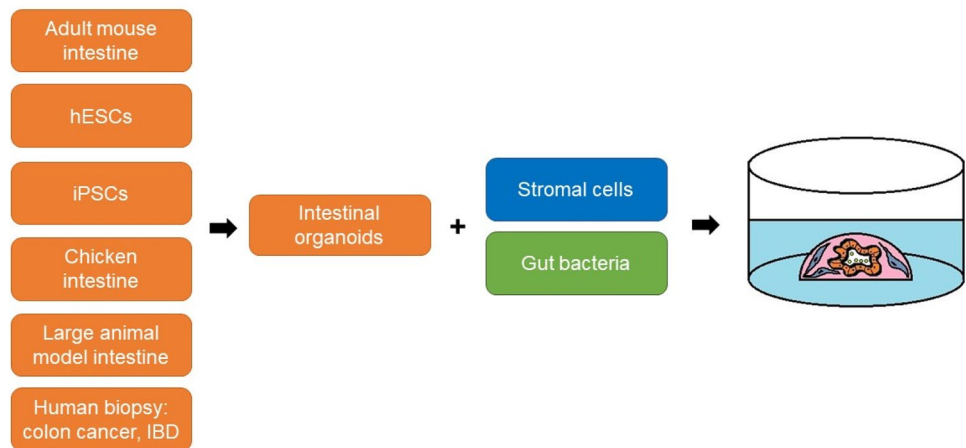 Adult mouse
intestine
hESCs
iPSCs
Chicken
intestine
Large animal
model intestine
Human biopsy:
colon cancer, IBD
Intestinal
organoids
+
Stromal cells
Gut bacteria